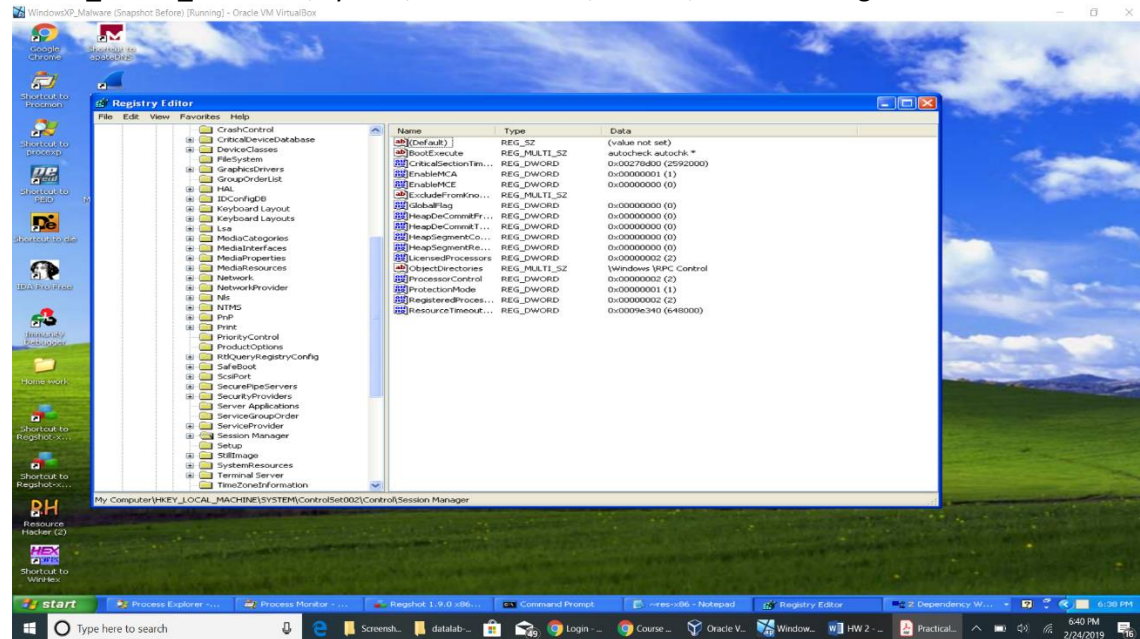 WindowsXP_Malware (Snapshot Before) [Running] - Oracle VM VirtualBox
Google Chrome
Shortcut to apateDNS
Shortcut to Procmon
Shortcut to procexp
Shortcut to PEiD
Shortcut to die
IDA Pro Free
Immunity Debugger
Home work
Shortcut to Regshot-x...
Shortcut to Regshot-x...
Resource Hacker (2)
Shortcut to WinHex
Registry Editor
File Edit View Favorites Help
CrashControl
CriticalDeviceDatabase
DeviceClasses
FileSystem
GraphicsDrivers
GroupOrderList
HAL
IDConfigDB
Keyboard Layout
Keyboard Layouts
Lsa
MediaCategories
MediaInterfaces
MediaProperties
MediaResources
Network
NetworkProvider
Nls
NTMS
PnP
Print
PriorityControl
ProductOptions
RtlQueryRegistryConfig
SafeBoot
ScsiPort
SecurePipeServers
SecurityProviders
Server Applications
ServiceGroupOrder
ServiceProvider
Session Manager
Setup
StillImage
SystemResources
Terminal Server
TimeZoneInformation
Name Type Data
(Default) REG_SZ (value not set)
BootExecute REG_MULTI_SZ autocheck autochk *
CriticalSectionTim... REG_DWORD 0x00278d00 (2592000)
EnableMCA REG_DWORD 0x00000001 (1)
EnableMCE REG_DWORD 0x00000000 (0)
ExcludeFromKno... REG_MULTI_SZ
GlobalFlag REG_DWORD 0x00000000 (0)
HeapDeCommitFr... REG_DWORD 0x00000000 (0)
HeapDeCommitT... REG_DWORD 0x00000000 (0)
HeapSegmentCo... REG_DWORD 0x00000000 (0)
HeapSegmentRe... REG_DWORD 0x00000000 (0)
LicensedProcessors REG_DWORD 0x00000002 (2)
ObjectDirectories REG_MULTI_SZ \Windows \RPC Control
ProcessorControl REG_DWORD 0x00000002 (2)
ProtectionMode REG_DWORD 0x00000001 (1)
RegisteredProces... REG_DWORD 0x00000002 (2)
ResourceTimeout... REG_DWORD 0x0009e340 (648000)
My Computer\HKEY_LOCAL_MACHINE\SYSTEM\ControlSet002\Control\Session Manager
start Process Explorer -... Process Monitor - ... Regshot 1.9.0 x86... Command Prompt ~res-x86 - Notepad Registry Editor 2 Dependency W... 6:38 PM
Type here to search Screensh... datalab-... 49 Login - ... Course ... Oracle V... Window... HW 2 - ... Practical... 6:40 PM
2/24/2019